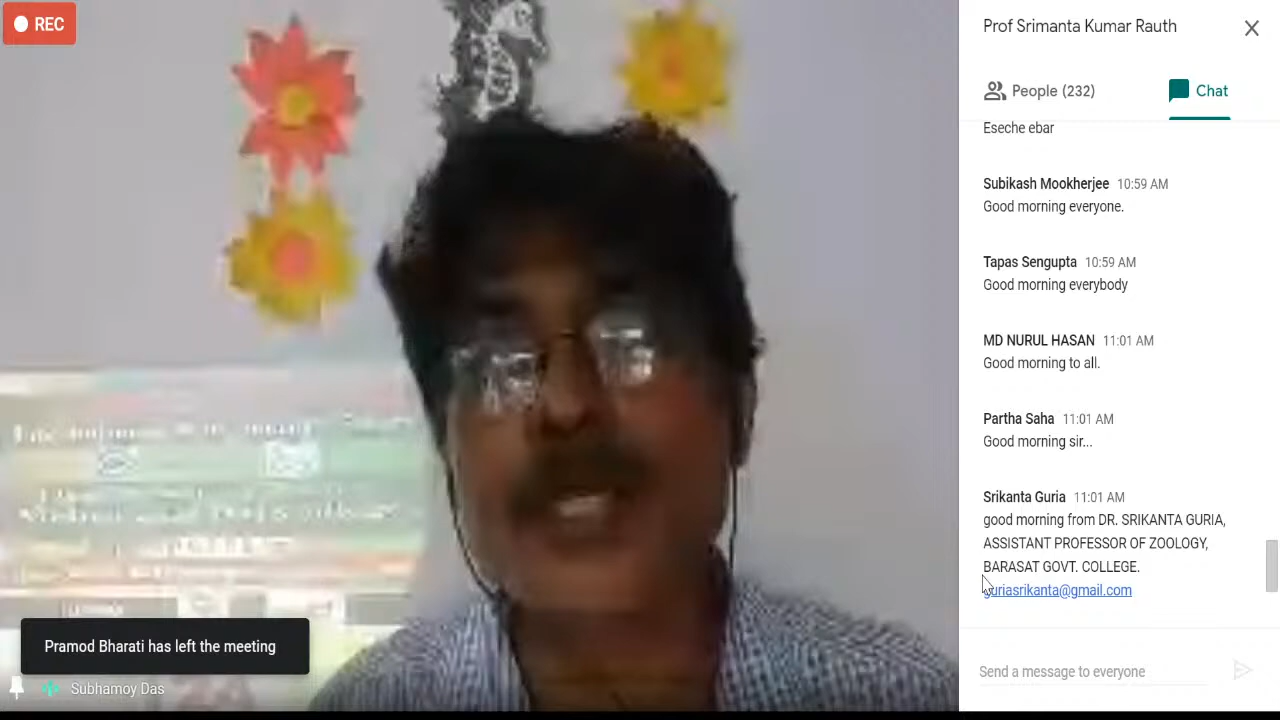 REC
Prof Srimanta Kumar Rauth
People (232)
Chat
Eseche ebar
Subikash Mookherjee 10:59 AM
Good morning everyone.
Tapas Sengupta 10:59 AM
Good morning everybody
MD NURUL HASAN 11:01 AM
Good morning to all.
Partha Saha 11:01 AM
Good morning sir...
Srikanta Guria 11:01 AM
good morning from DR. SRIKANTA GURIA,
ASSISTANT PROFESSOR OF ZOOLOGY,
BARASAT GOVT. COLLEGE.
guriasrikanta@gmail.com
Send a message to everyone
Pramod Bharati has left the meeting
Subhamoy Das